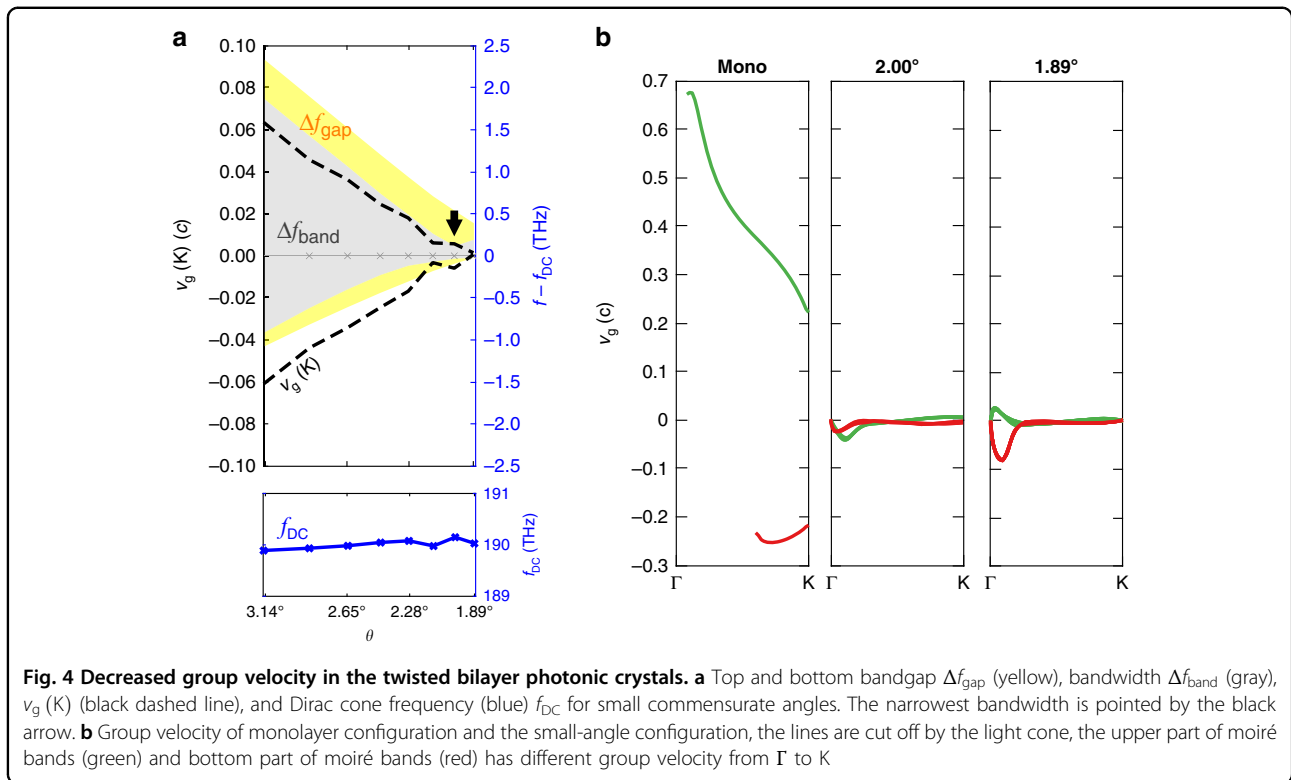 a
0.10
0.08
0.06
0.04
0.02
0.00
−0.02
−0.04
−0.06
−0.08
−0.10
v_g (K) (c)
Δf_gap
Δf_band
v_g (K)
2.5
2.0
1.5
1.0
0.5
0
−0.5
−1.0
−1.5
−2.0
−2.5
f − f_DC (THz)
f_DC
191
190
189
f_DC (THz)
3.14° 2.65° 2.28° 1.89°
θ
b
Mono 2.00° 1.89°
0.7
0.6
0.5
0.4
0.3
0.2
0.1
0
−0.1
−0.2
−0.3
v_g (c)
Γ K Γ K Γ K
Fig. 4 Decreased group velocity in the twisted bilayer photonic crystals. a Top and bottom bandgap Δf_gap (yellow), bandwidth Δf_band (gray),
v_g (K) (black dashed line), and Dirac cone frequency (blue) f_DC for small commensurate angles. The narrowest bandwidth is pointed by the black
arrow. b Group velocity of monolayer configuration and the small-angle configuration, the lines are cut off by the light cone, the upper part of moiré
bands (green) and bottom part of moiré bands (red) has different group velocity from Γ to K